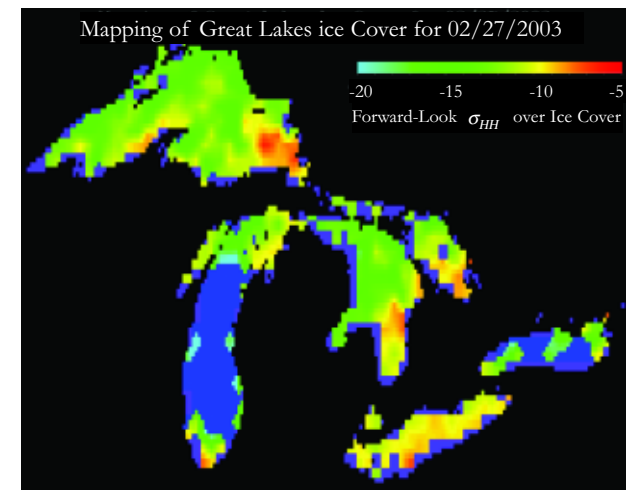 Mapping of Great Lakes ice Cover for 02/27/2003
-20 -15 -10 -5
Forward-Look σHH over Ice Cover